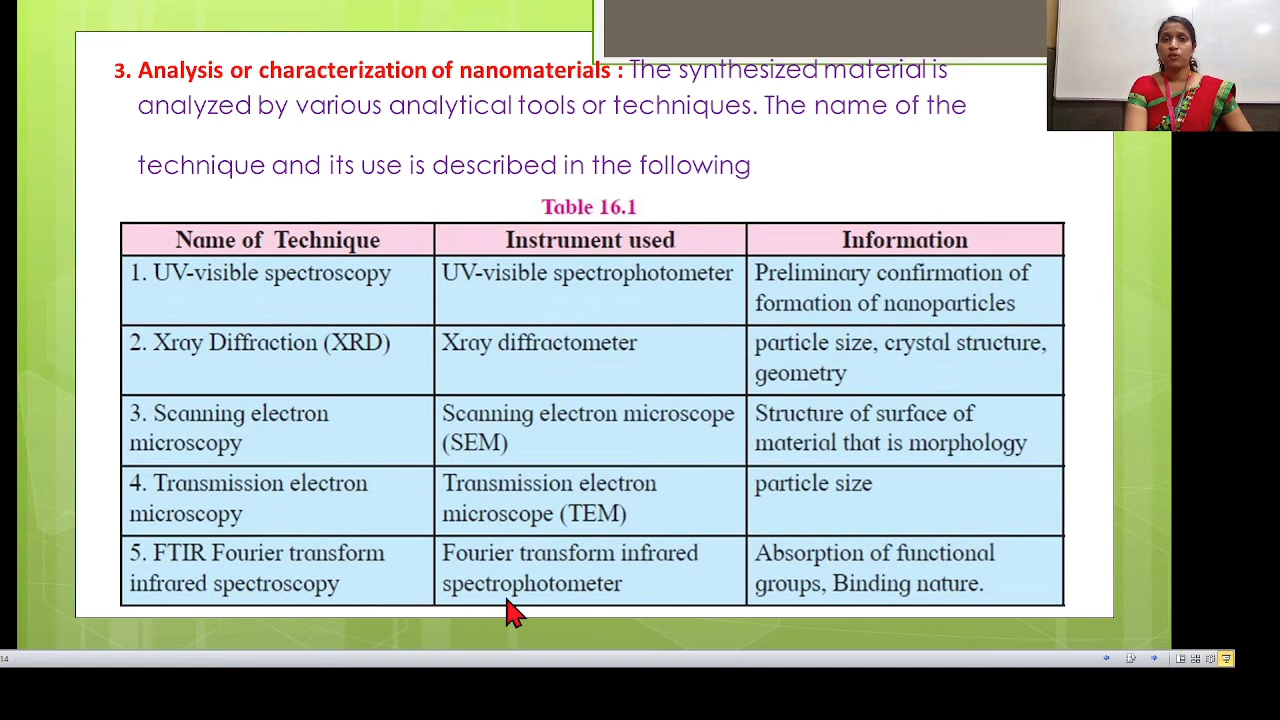 3. Analysis or characterization of nanomaterials : The synthesized material is
analyzed by various analytical tools or techniques. The name of the
technique and its use is described in the following
Table 16.1
Name of Technique
Instrument used
Information
1. UV-visible spectroscopy
UV-visible spectrophotometer
Preliminary confirmation of
formation of nanoparticles
2. Xray Diffraction (XRD)
Xray diffractometer
particle size, crystal structure,
geometry
3. Scanning electron
microscopy
Scanning electron microscope
(SEM)
Structure of surface of
material that is morphology
4. Transmission electron
microscopy
Transmission electron
microscope (TEM)
particle size
5. FTIR Fourier transform
infrared spectroscopy
Fourier transform infrared
spectrophotometer
Absorption of functional
groups, Binding nature.
14